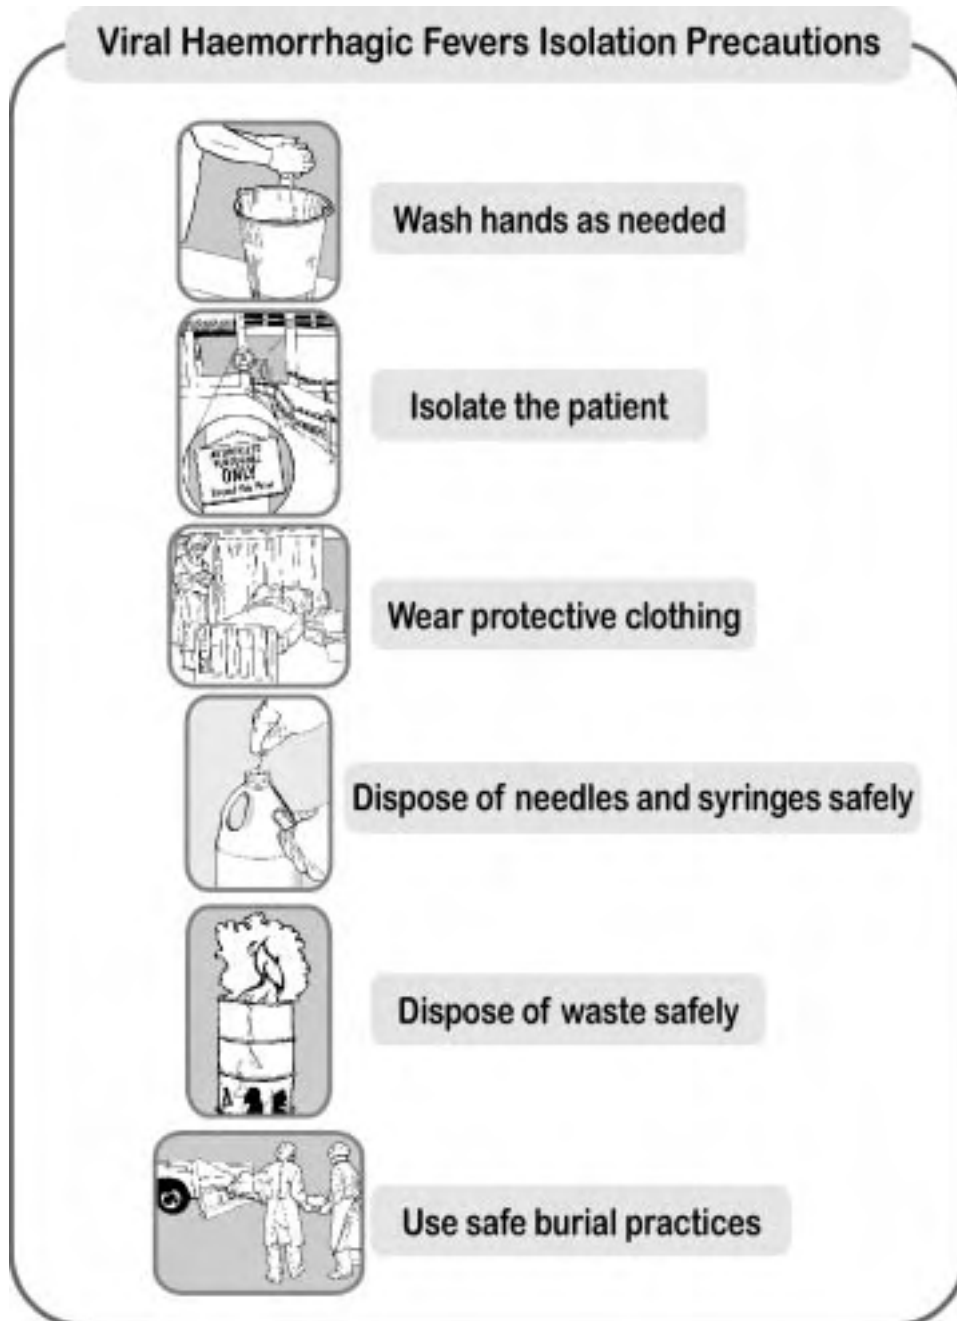 Viral Haemorrhagic Fevers Isolation Precautions
Wash hands as needed
ONLY
Isolate the patient
Wear protective clothing
Dispose of needles and syringes safely
Dispose of waste safely
Use safe burial practices